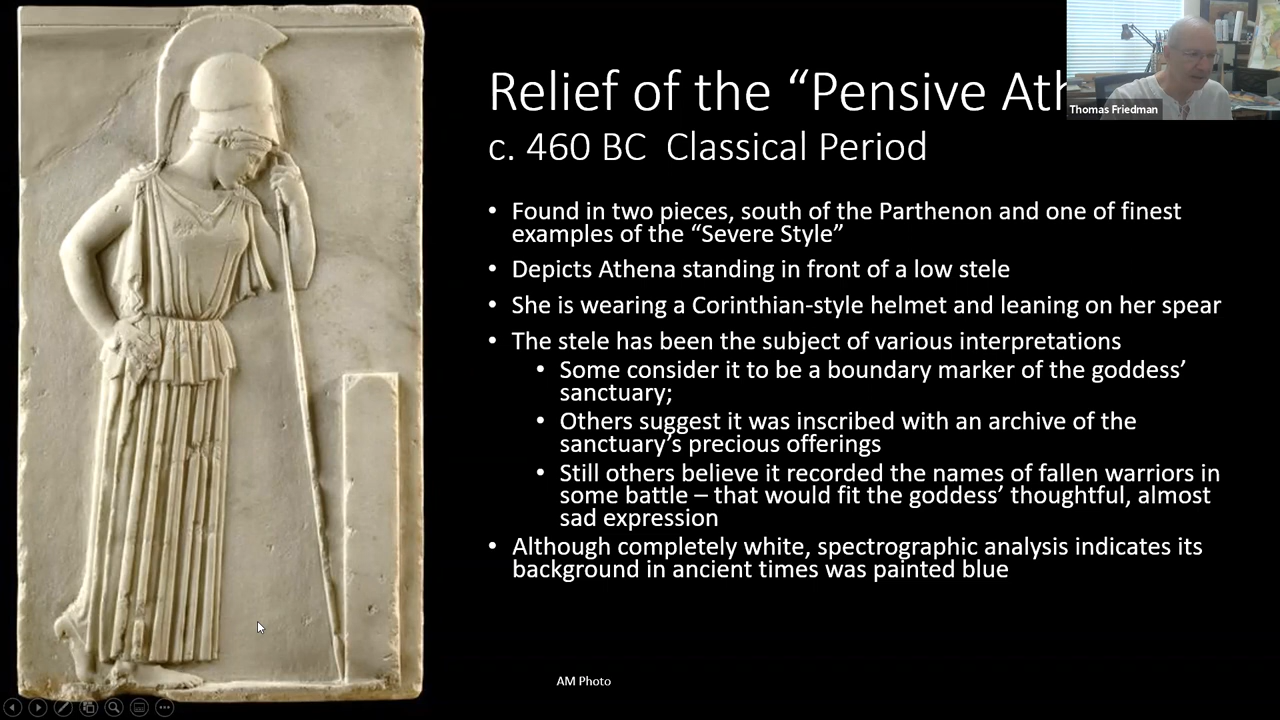 Relief of the “Pensive Ath
c. 460 BC Classical Period
Thomas Friedman
• Found in two pieces, south of the Parthenon and one of finest
examples of the “Severe Style”
• Depicts Athena standing in front of a low stele
• She is wearing a Corinthian-style helmet and leaning on her spear
• The stele has been the subject of various interpretations
• Some consider it to be a boundary marker of the goddess’
sanctuary;
• Others suggest it was inscribed with an archive of the
sanctuary’s precious offerings
• Still others believe it recorded the names of fallen warriors in
some battle – that would fit the goddess’ thoughtful, almost
sad expression
• Although completely white, spectrographic analysis indicates its
background in ancient times was painted blue
AM Photo